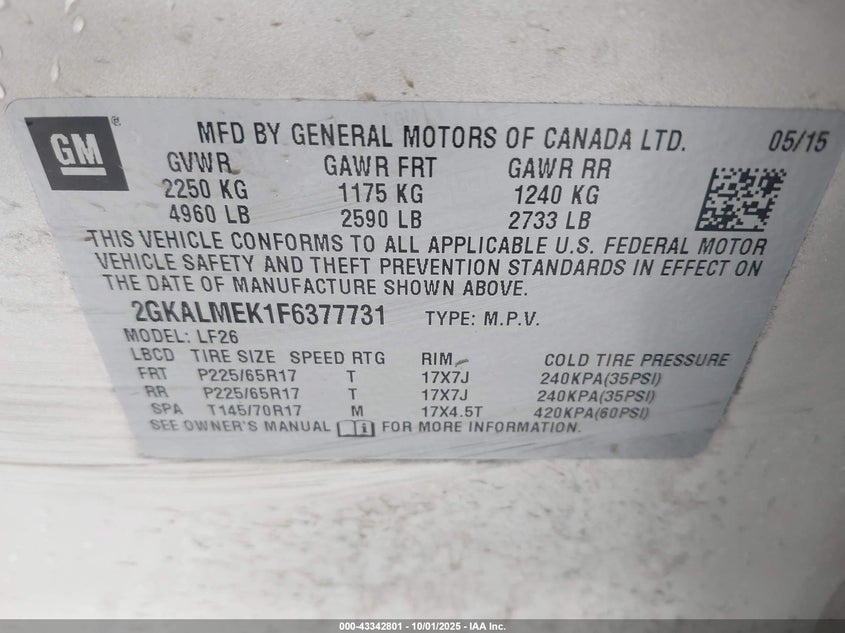 GM®
MFD BY GENERAL MOTORS OF CANADA LTD. 05/15
GVWR GAWR FRT GAWR RR
2250 KG 1175 KG 1240 KG
4960 LB 2590 LB 2733 LB
THIS VEHICLE CONFORMS TO ALL APPLICABLE U.S. FEDERAL MOTOR
VEHICLE SAFETY AND THEFT PREVENTION STANDARDS IN EFFECT ON
THE DATE OF MANUFACTURE SHOWN ABOVE.
2GKALMEK1F6377731 TYPE: M.P.V.
MODEL: LF26
LBCD TIRE SIZE SPEED RTG RIM COLD TIRE PRESSURE
FRT P225/65R17 T 17X7J 240KPA(35PSI)
RR P225/65R17 T 17X7J 240KPA(35PSI)
SPA T145/70R17 M 17X4.5T 420KPA(60PSI)
SEE OWNER'S MANUAL i FOR MORE INFORMATION.
000-43342801 - 10/01/2025 - IAA Inc.